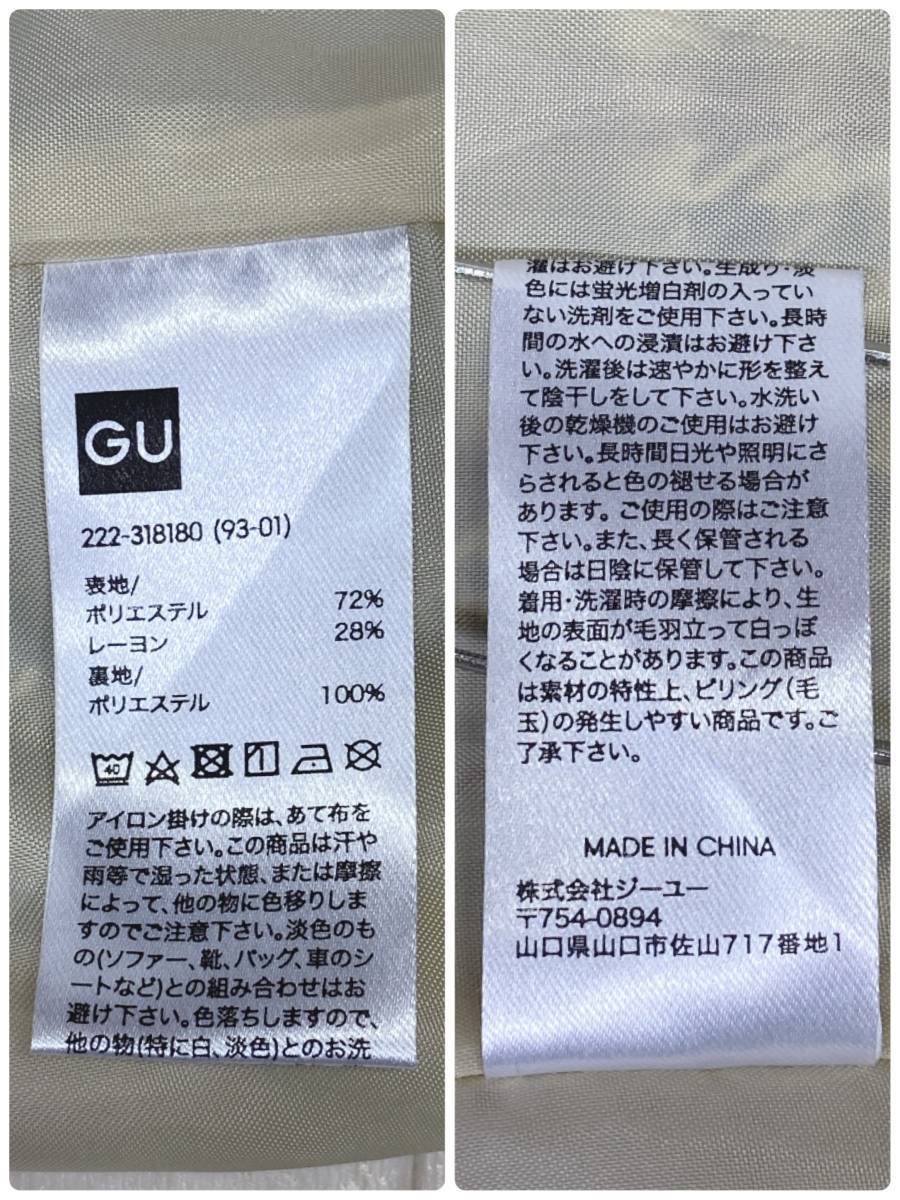 GU
222-318180 (93-01)
表地/
ポリエステル 72%
レーヨン 28%
裏地/
ポリエステル 100%
40
アイロン掛けの際は、あて布を
ご使用下さい。この商品は汗や
雨等で湿った状態、または摩擦
によって、他の物に色移りしま
すのでご注意下さい。淡色のも
の(ソファー、靴、バッグ、車のシ
ートなど)との組み合わせはお
避け下さい。色落ちしますので、
他の物(特に白、淡色)とのお洗
濯はお避け下さい。生成り・淡
色には蛍光増白剤の入ってい
ない洗剤をご使用下さい。長時
間の水への浸漬はお避け下さ
い。洗濯後は速やかに形を整え
て陰干しをして下さい。水洗い
後の乾燥機のご使用はお避け
下さい。長時間日光や照明にさ
らされると色の褪せる場合が
あります。ご使用の際はご注意
下さい。また、長く保管される
場合は日陰に保管して下さい。
着用・洗濯時の摩擦により、生
地の表面が毛羽立って白っぽ
くなることがあります。この商品
は素材の特性上、ピリング(毛
玉)の発生しやすい商品です。ご
了承下さい。
MADE IN CHINA
株式会社ジーユー
〒754-0894
山口県山口市佐山717番地1